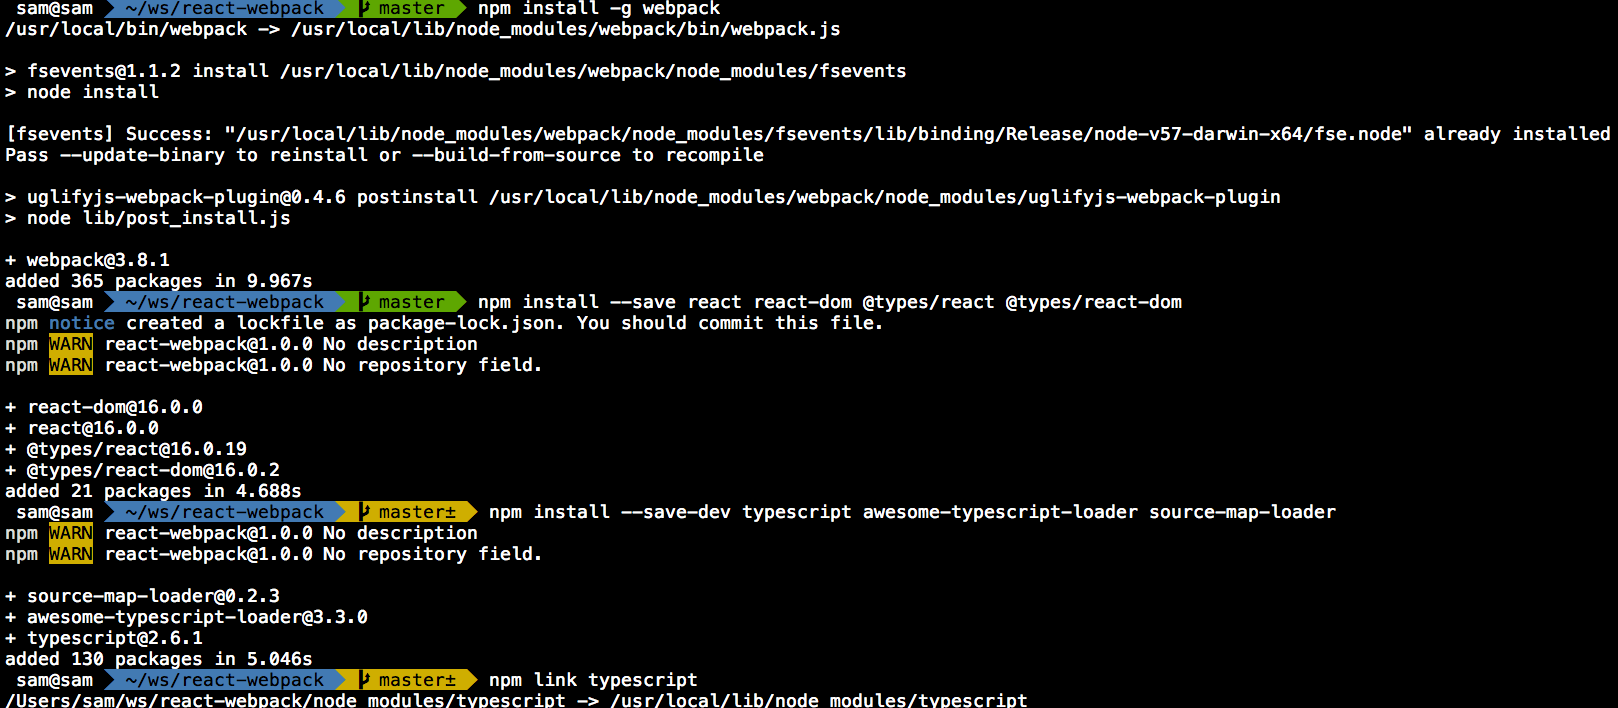 sam@sam ~/ws/react-webpack master npm install -g webpack
/usr/local/bin/webpack -> /usr/local/lib/node_modules/webpack/bin/webpack.js
> fsevents@1.1.2 install /usr/local/lib/node_modules/webpack/node_modules/fsevents
> node install
[fsevents] Success: "/usr/local/lib/node_modules/webpack/node_modules/fsevents/lib/binding/Release/node-v57-darwin-x64/fse.node" already installed
Pass --update-binary to reinstall or --build-from-source to recompile
> uglifyjs-webpack-plugin@0.4.6 postinstall /usr/local/lib/node_modules/webpack/node_modules/uglifyjs-webpack-plugin
> node lib/post_install.js
+ webpack@3.8.1
added 365 packages in 9.967s
sam@sam ~/ws/react-webpack master npm install --save react react-dom @types/react @types/react-dom
npm notice created a lockfile as package-lock.json. You should commit this file.
npm WARN react-webpack@1.0.0 No description
npm WARN react-webpack@1.0.0 No repository field.
+ react-dom@16.0.0
+ react@16.0.0
+ @types/react@16.0.19
+ @types/react-dom@16.0.2
added 21 packages in 4.688s
sam@sam ~/ws/react-webpack master± npm install --save-dev typescript awesome-typescript-loader source-map-loader
npm WARN react-webpack@1.0.0 No description
npm WARN react-webpack@1.0.0 No repository field.
+ source-map-loader@0.2.3
+ awesome-typescript-loader@3.3.0
+ typescript@2.6.1
added 130 packages in 5.046s
sam@sam ~/ws/react-webpack master± npm link typescript
/Users/sam/ws/react-webpack/node_modules/typescript -> /usr/local/lib/node_modules/typescript